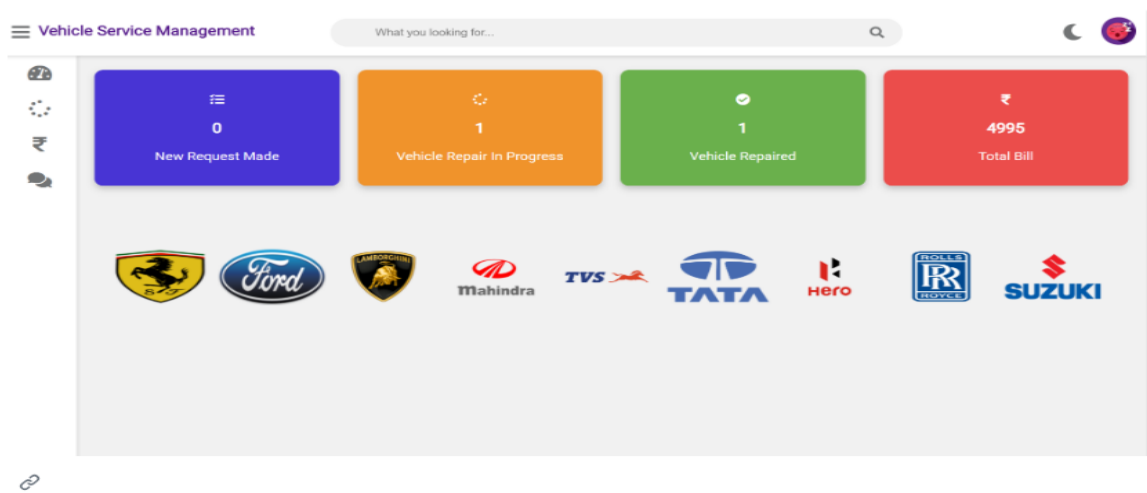 Vehicle Service Management
What you looking for...
₹
0
New Request Made
1
Vehicle Repair In Progress
1
Vehicle Repaired
₹
4995
Total Bill
S F
Ford
LAMBORGHINI
Mahindra
TVS
TATA
Hero
ROLLS
RR
ROYCE
SUZUKI